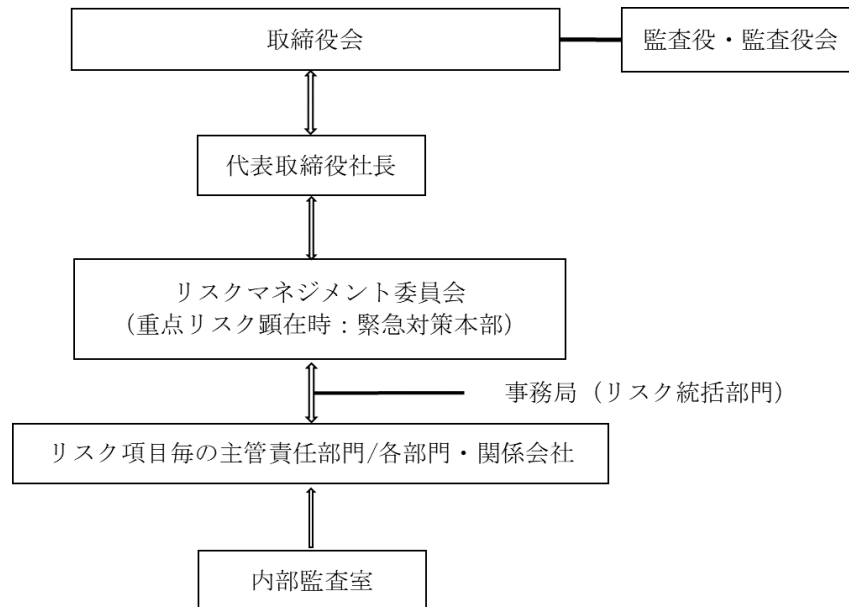 取締役会
監査役・監査役会
代表取締役社長
リスクマネジメント委員会
（重点リスク顕在時：緊急対策本部）
事務局（リスク統括部門）
リスク項目毎の主管責任部門/各部門・関係会社
内部監査室